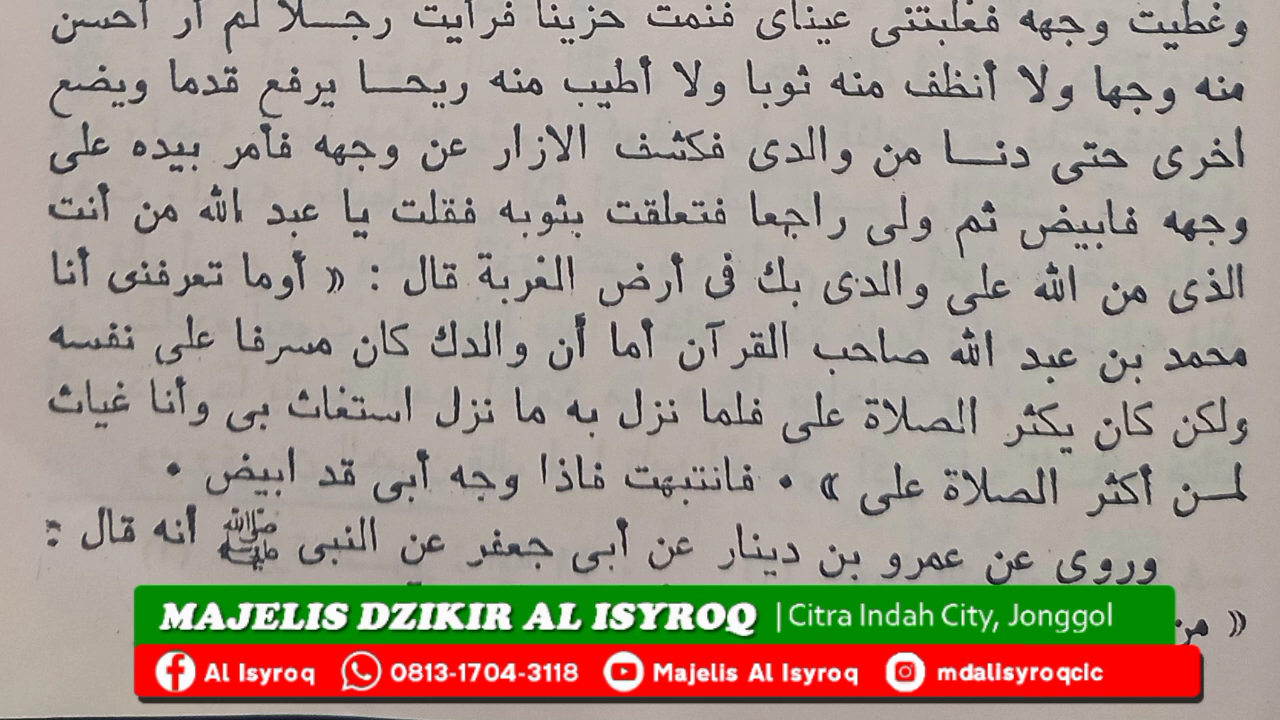 وغطيت وجهه فغلبتنى عيناى فنمت حزينا فرأيت رجـــلا لم أر أحسن
منه وجها ولا أنظف منه ثوبا ولا أطيب منه ريحـــا يرفع قدما ويضع
اخرى حتى دنـــا من والدى فكشف الازار عن وجهه فأمر بيده على
وجهه فابيض ثم ولى راجعا فتعلقت بثوبه فقلت يا عبد الله من أنت
الذى من الله على والدى بك فى أرض الغربة قال : « أوما تعرفنى أنا
محمد بن عبد الله صاحب القرآن أما أن والدك كان مسرفا على نفسه
ولكن كان يكثر الصلاة على فلما نزل به ما نزل استغاث بى وأنا غياث
لمــن أكثر الصلاة على » • فانتبهت فاذا وجه أبى قد ابيض •
وروى عن عمرو بن دينار عن أبى جعفر عن النبى ﷺ أنه قال :
« من
MAJELIS DZIKIR AL ISYROQ | Citra Indah City, Jonggol
Al Isyroq 0813-1704-3118 Majelis Al Isyroq mdalisyroqcic